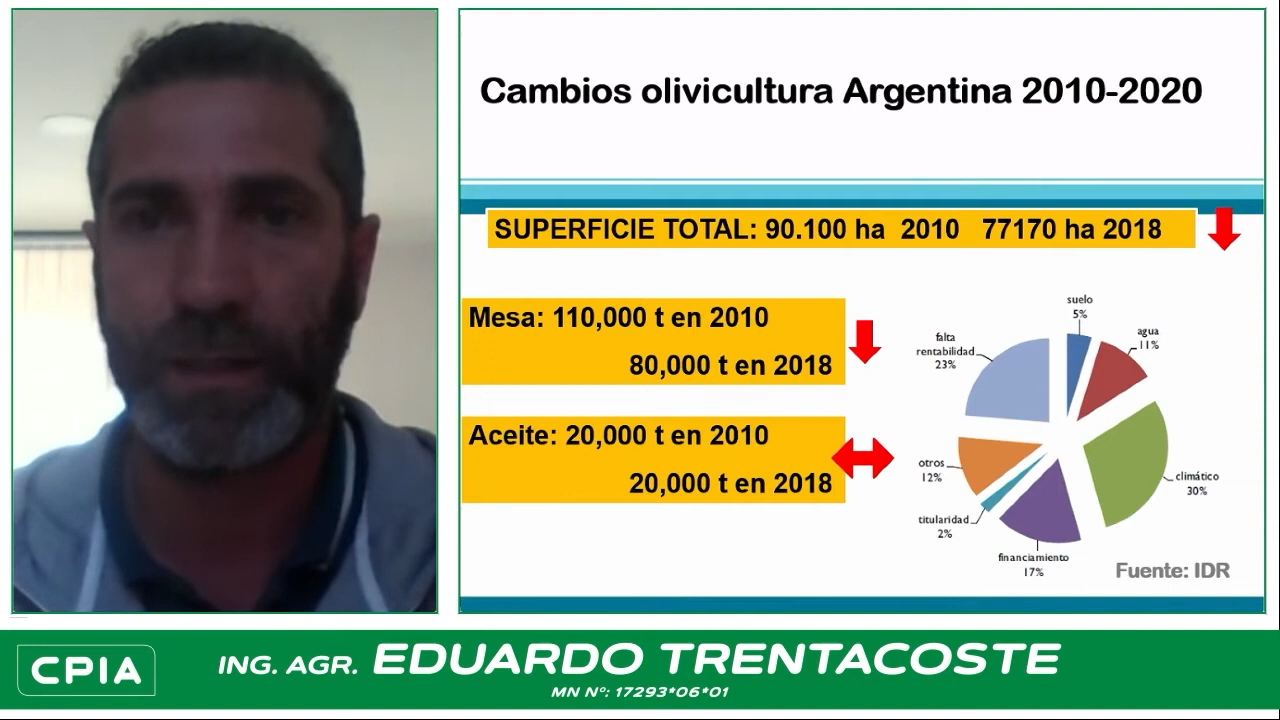 Cambios olivicultura Argentina 2010-2020
SUPERFICIE TOTAL: 90.100 ha 2010 77170 ha 2018
Mesa: 110,000 t en 2010
80,000 t en 2018
Aceite: 20,000 t en 2010
20,000 t en 2018
suelo
5%
agua
11%
climático
30%
financiamiento
17%
titularidad
2%
otros
12%
falta
rentabilidad
23%
Fuente: IDR
CPIA
ING. AGR. EDUARDO TRENTACOSTE
MN Nº: 17293*06*01